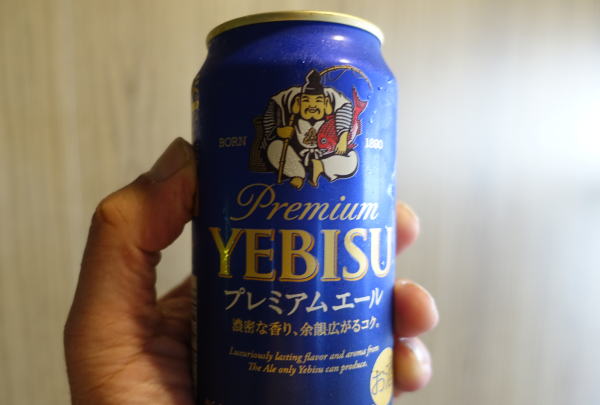 BORN 1890
Premium
YEBISU
プレミアムエール
濃密な香り、余韻広がるコク。
Luxuriously lasting flavor and aroma from
The Ale only Yebisu can produce.